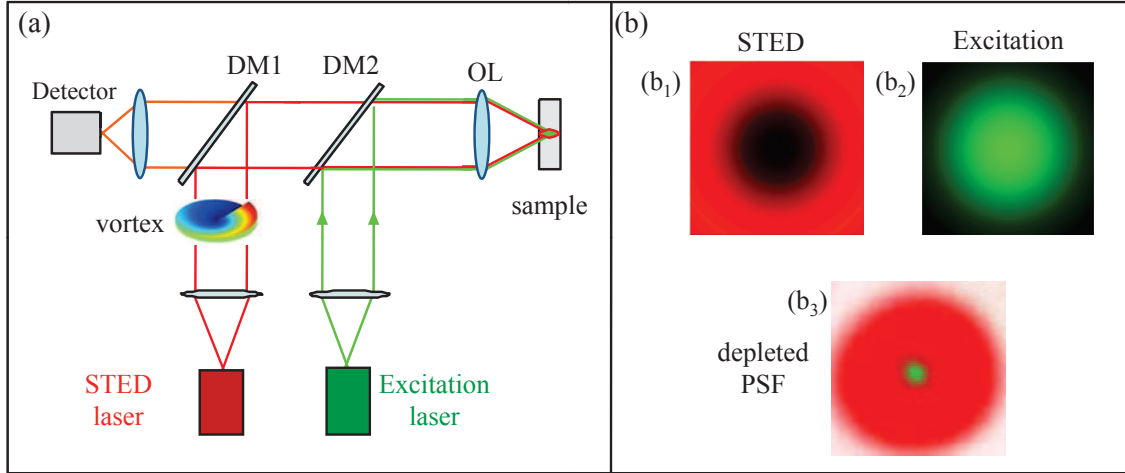 (a)
DM1
DM2
OL
Detector
vortex
sample
STED
laser
Excitation
laser
(b)
STED
Excitation
(b1)
(b2)
(b3)
depleted
PSF